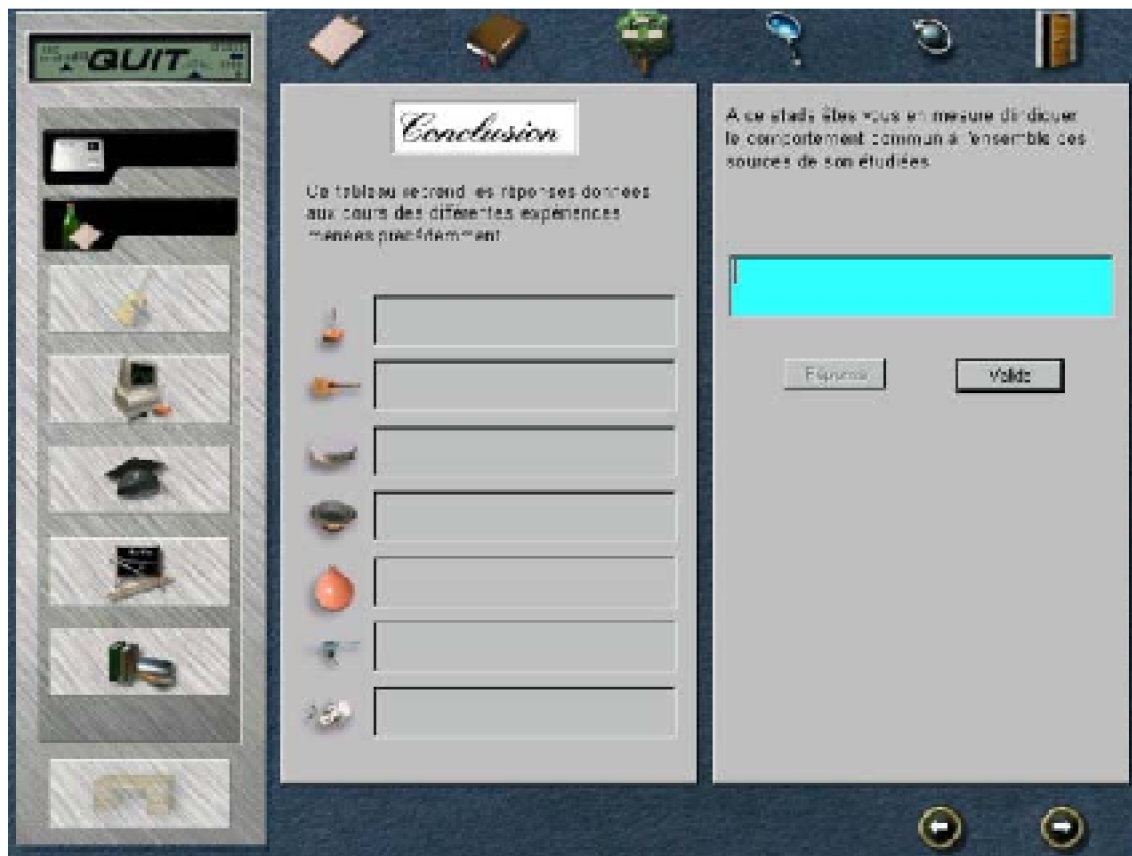 QUIT
Conclusion
Ce tableau reprend les réponses données
aux cours des différentes expériences
menées précédemment
A ce stade êtes vous en mesure d'indiquer
le comportement commun à l'ensemble des
sources de son étudiées
Valide